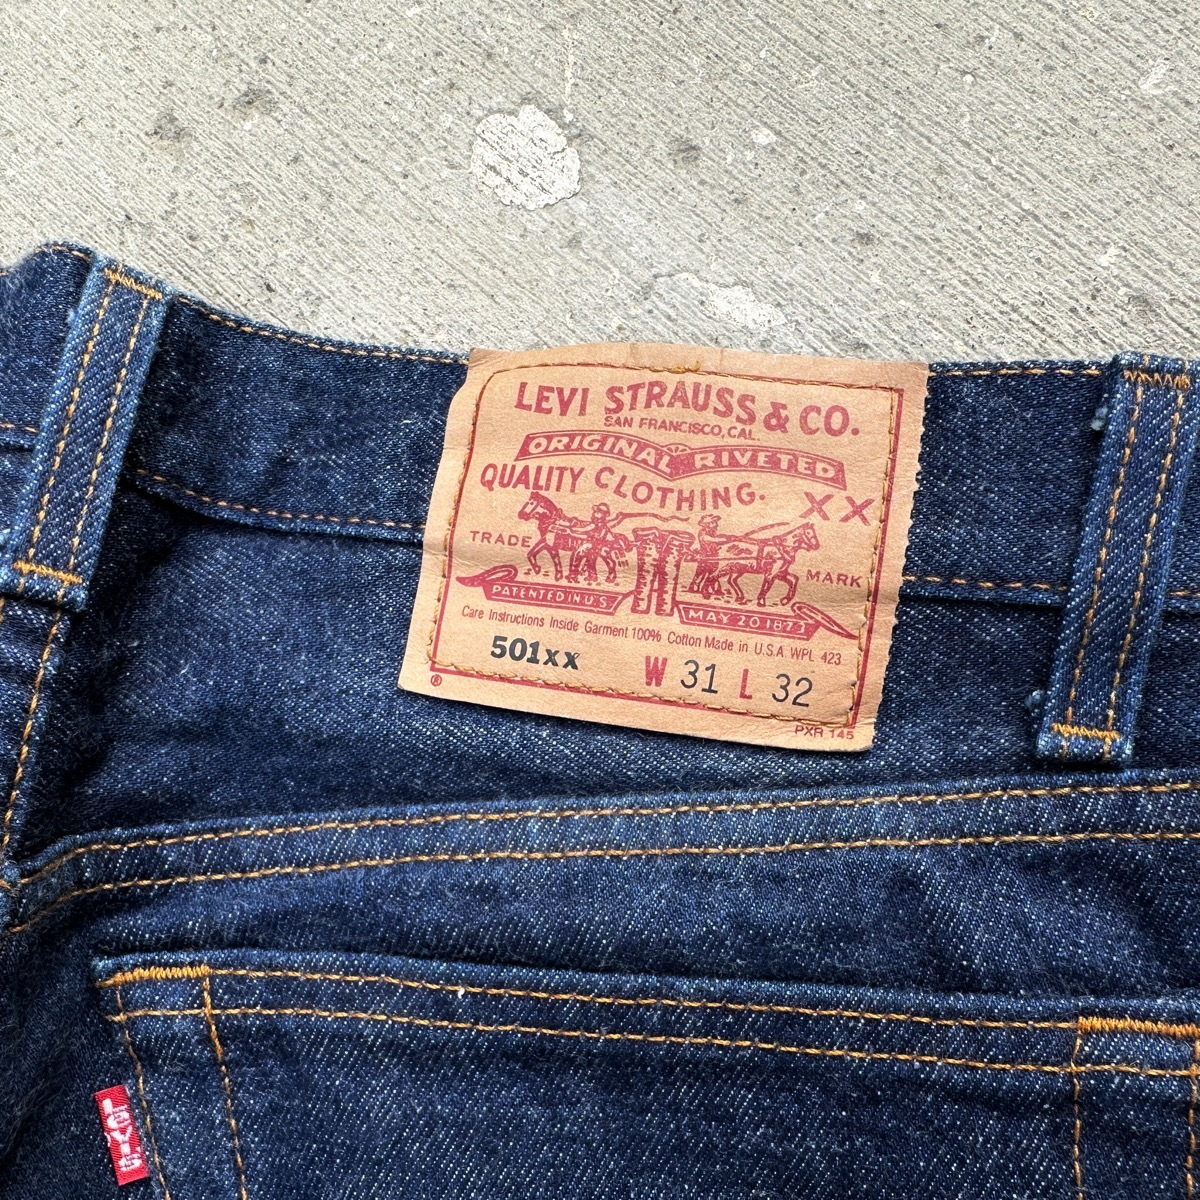 LEVI STRAUSS & CO.
SAN FRANCISCO, CAL.
ORIGINAL RIVETED
QUALITY CLOTHING.
XX
TRADE MARK
PATENTED IN U.S. MAY 20 1873
Care Instructions Inside Garment 100% Cotton Made in U.S.A. WPL 423
501xx W 31 L 32
® PXR 145
LEVI'S